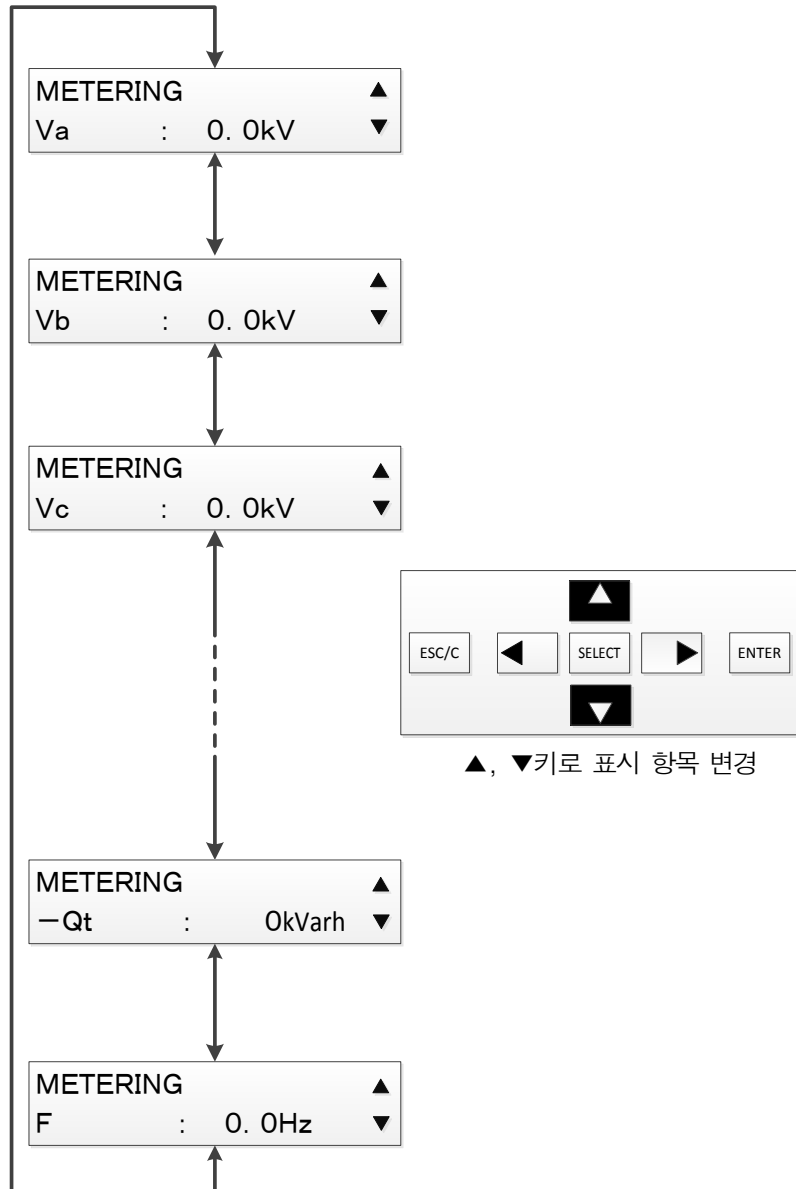 METERING ▲
Va : 0. 0kV ▼
METERING ▲
Vb : 0. 0kV ▼
METERING ▲
Vc : 0. 0kV ▼
ESC/C ◀ SELECT ▶ ENTER
▲, ▼키로 표시 항목 변경
METERING ▲
−Qt : 0kVarh ▼
METERING ▲
F : 0. 0Hz ▼